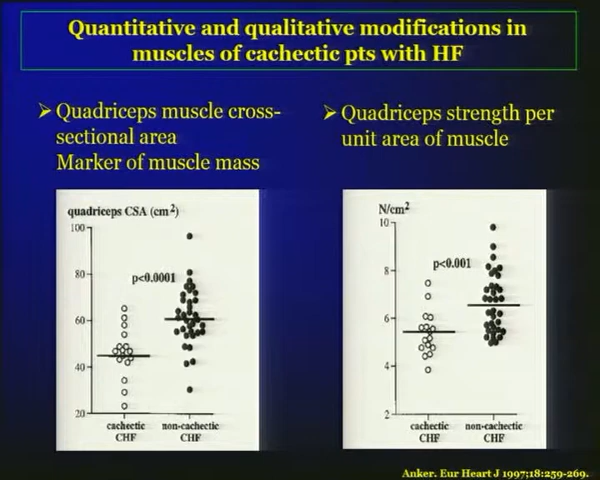 Quantitative and qualitative modifications in
muscles of cachectic pts with HF
Quadriceps muscle cross-
sectional area
Marker of muscle mass
Quadriceps strength per
unit area of muscle
quadriceps CSA (cm²)
100
80
60
40
20
p<0.0001
cachectic
CHF
non-cachectic
CHF
N/cm²
10
8
6
4
2
p<0.001
cachectic
CHF
non-cachectic
CHF
Anker. Eur Heart J 1997;18:259-269.